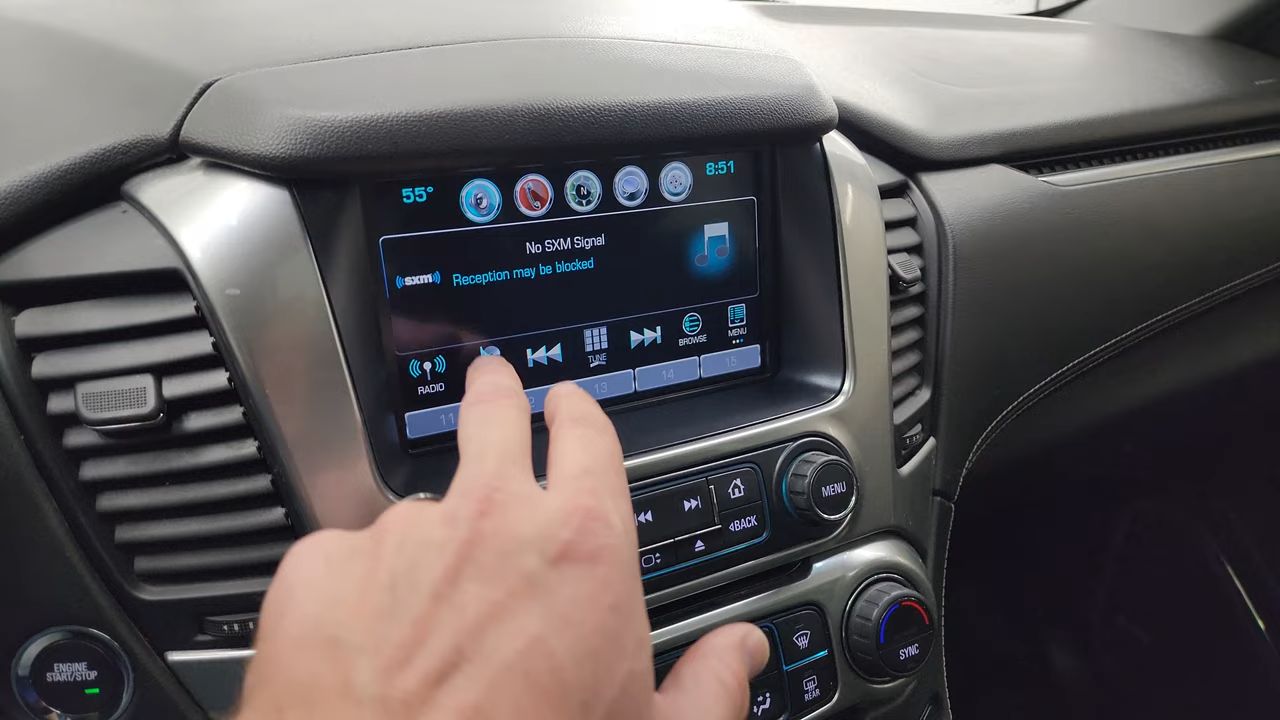 55°
N
8:51
No SXM Signal
((sxm))
Reception may be blocked
RADIO
TUNE
BROWSE
MENU
11
2
13
14
15
MENU
BACK
SYNC
REAR
ENGINE
START/STOP